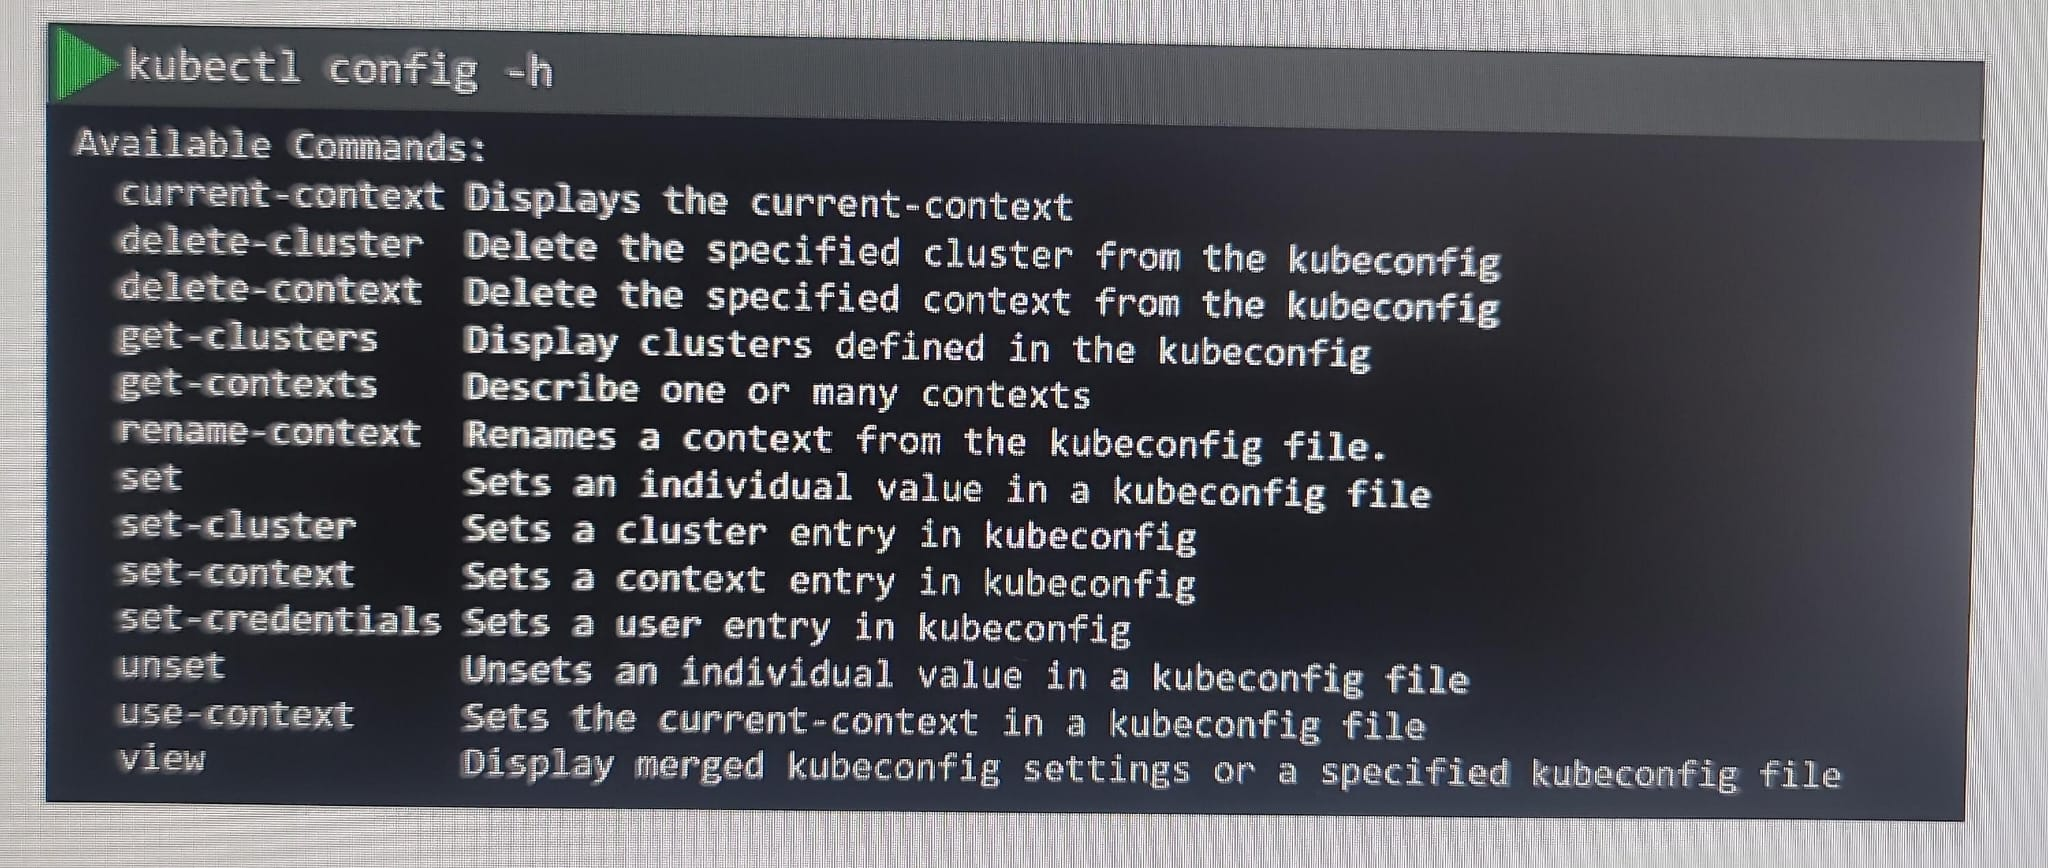 kubectl config -h
Available Commands:
current-context Displays the current-context
delete-cluster Delete the specified cluster from the kubeconfig
delete-context Delete the specified context from the kubeconfig
get-clusters Display clusters defined in the kubeconfig
get-contexts Describe one or many contexts
rename-context Renames a context from the kubeconfig file.
set Sets an individual value in a kubeconfig file
set-cluster Sets a cluster entry in kubeconfig
set-context Sets a context entry in kubeconfig
set-credentials Sets a user entry in kubeconfig
unset Unsets an individual value in a kubeconfig file
use-context Sets the current-context in a kubeconfig file
view Display merged kubeconfig settings or a specified kubeconfig file